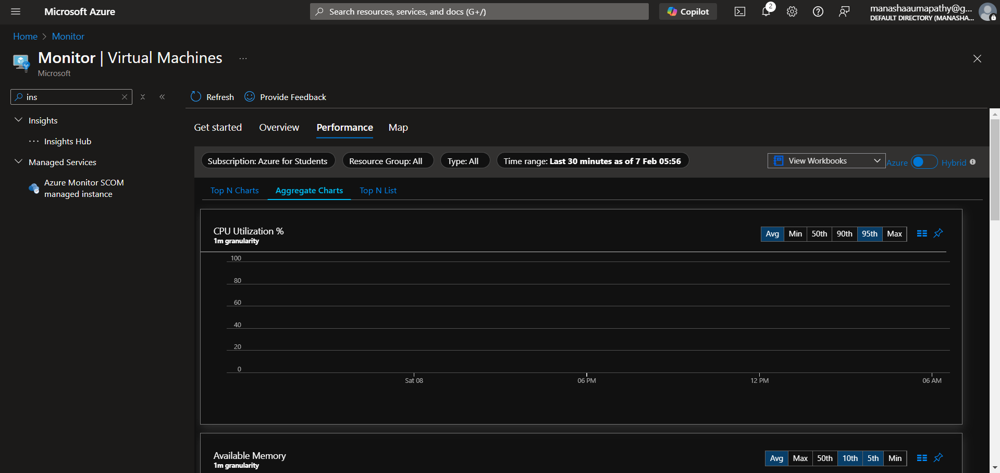 Microsoft Azure
Search resources, services, and docs (G+/)
Copilot
2
manashaaumapathy@g...
DEFAULT DIRECTORY (MANASHA...
Home > Monitor
Monitor | Virtual Machines ...
Microsoft
ins
Refresh
Provide Feedback
Insights
Insights Hub
Managed Services
Azure Monitor SCOM
managed instance
Get started
Overview
Performance
Map
Subscription: Azure for Students
Resource Group: All
Type: All
Time range: Last 30 minutes as of 7 Feb 05:56
View Workbooks
Azure
Hybrid
Top N Charts
Aggregate Charts
Top N List
CPU Utilization %
1m granularity
Avg Min 50th 90th 95th Max
100
80
60
40
20
0
Sat 08
06 PM
12 PM
06 AM
Available Memory
1m granularity
Avg Max 50th 10th 5th Min